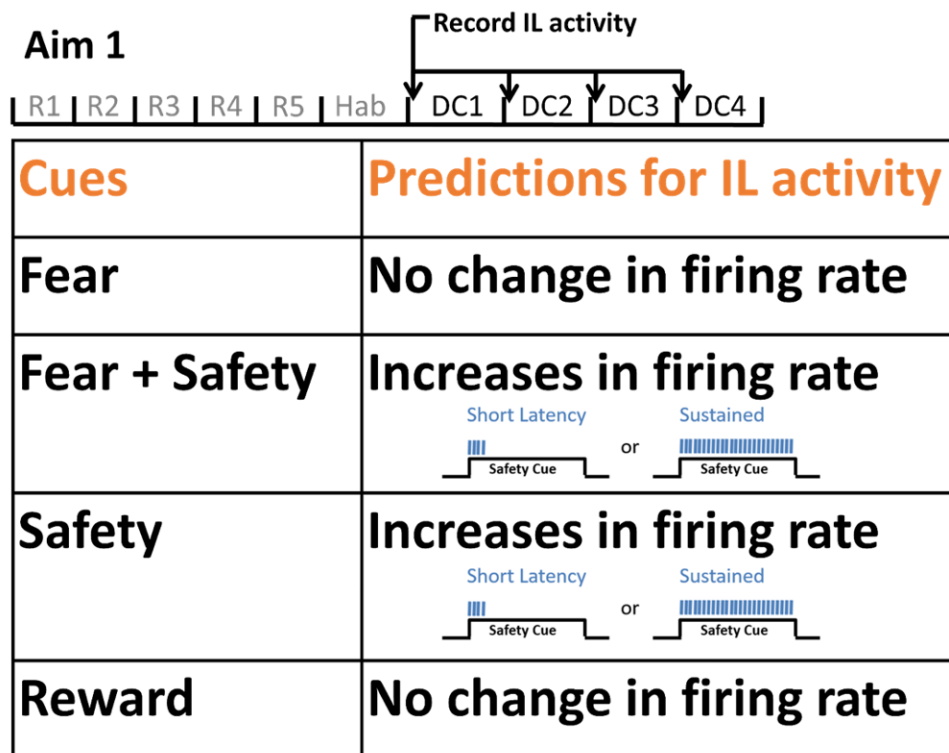 Record IL activity
Aim 1
R1 R2 R3 R4 R5 Hab DC1 DC2 DC3 DC4
Cues Predictions for IL activity
Fear No change in firing rate
Fear + Safety Increases in firing rate
Short Latency Sustained
or
Safety Cue Safety Cue
Safety Increases in firing rate
Short Latency Sustained
or
Safety Cue Safety Cue
Reward No change in firing rate